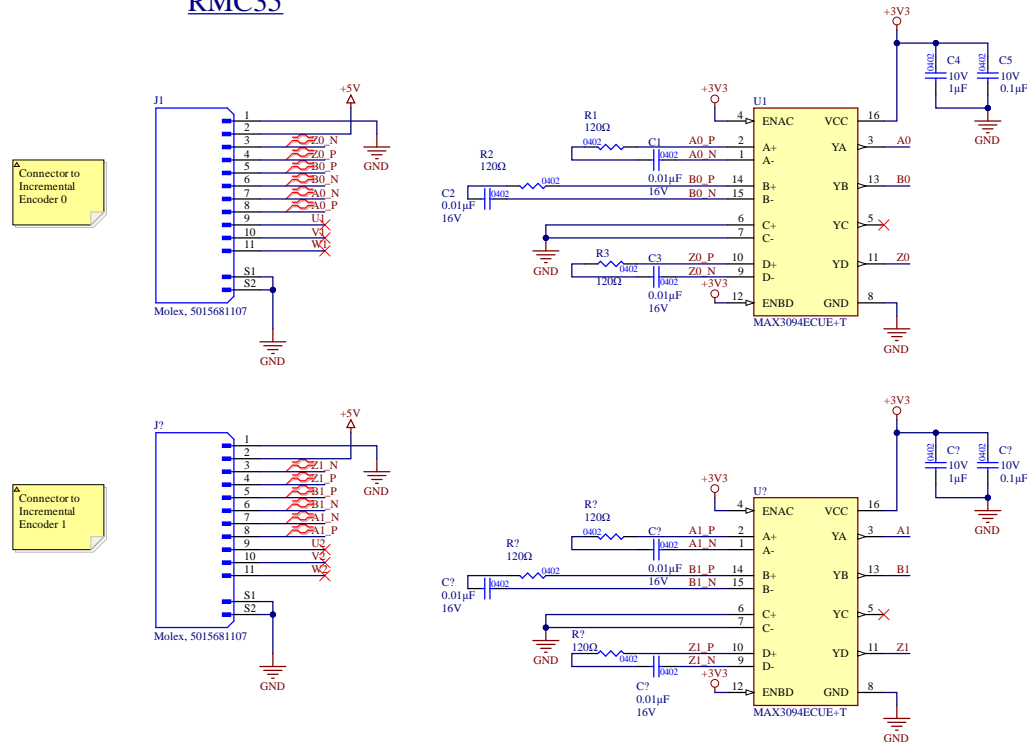 RMC35
+3V3
0402
C4
10V
1µF
0402
C5
10V
0.1µF
GND
J1
+5V
1
2
3 Z0_N
4 Z0_P
5 B0_P
6 B0_N
7 A0_N
8 A0_P
9 U1
10
11 W1
S1
S2
GND
GND
Molex, 5015681107
Connector to
Incremental
Encoder 0
R1
120Ω
0402
C1
0402
0.01µF
16V
A0_P
A0_N
R2
120Ω
0402
C2
0.01µF
16V
0402
B0_P
B0_N
GND
R3
120Ω
0402
C3
0402
0.01µF
16V
Z0_P
Z0_N
+3V3
+3V3
U1
4 ENAC VCC 16
2 A+ YA 3 A0
1 A-
14 B+ YB 13 B0
15 B-
6 C+ YC 5
7 C-
10 D+ YD 11 Z0
9 D-
12 ENBD GND 8
MAX3094ECUE+T
GND
J?
+5V
1
2
3 Z1_N
4 Z1_P
5 B1_P
6 B1_N
7 A1_N
8 A1_P
9 U2
10
11 W2
S1
S2
GND
GND
Molex, 5015681107
Connector to
Incremental
Encoder 1
+3V3
0402
C?
10V
1µF
0402
C?
10V
0.1µF
GND
R?
120Ω
0402
C?
0402
0.01µF
16V
A1_P
A1_N
R?
120Ω
0402
C?
0.01µF
16V
0402
B1_P
B1_N
GND
R?
120Ω
0402
C?
0402
0.01µF
16V
Z1_P
Z1_N
+3V3
+3V3
U?
4 ENAC VCC 16
2 A+ YA 3 A1
1 A-
14 B+ YB 13 B1
15 B-
6 C+ YC 5
7 C-
10 D+ YD 11 Z1
9 D-
12 ENBD GND 8
MAX3094ECUE+T
GND